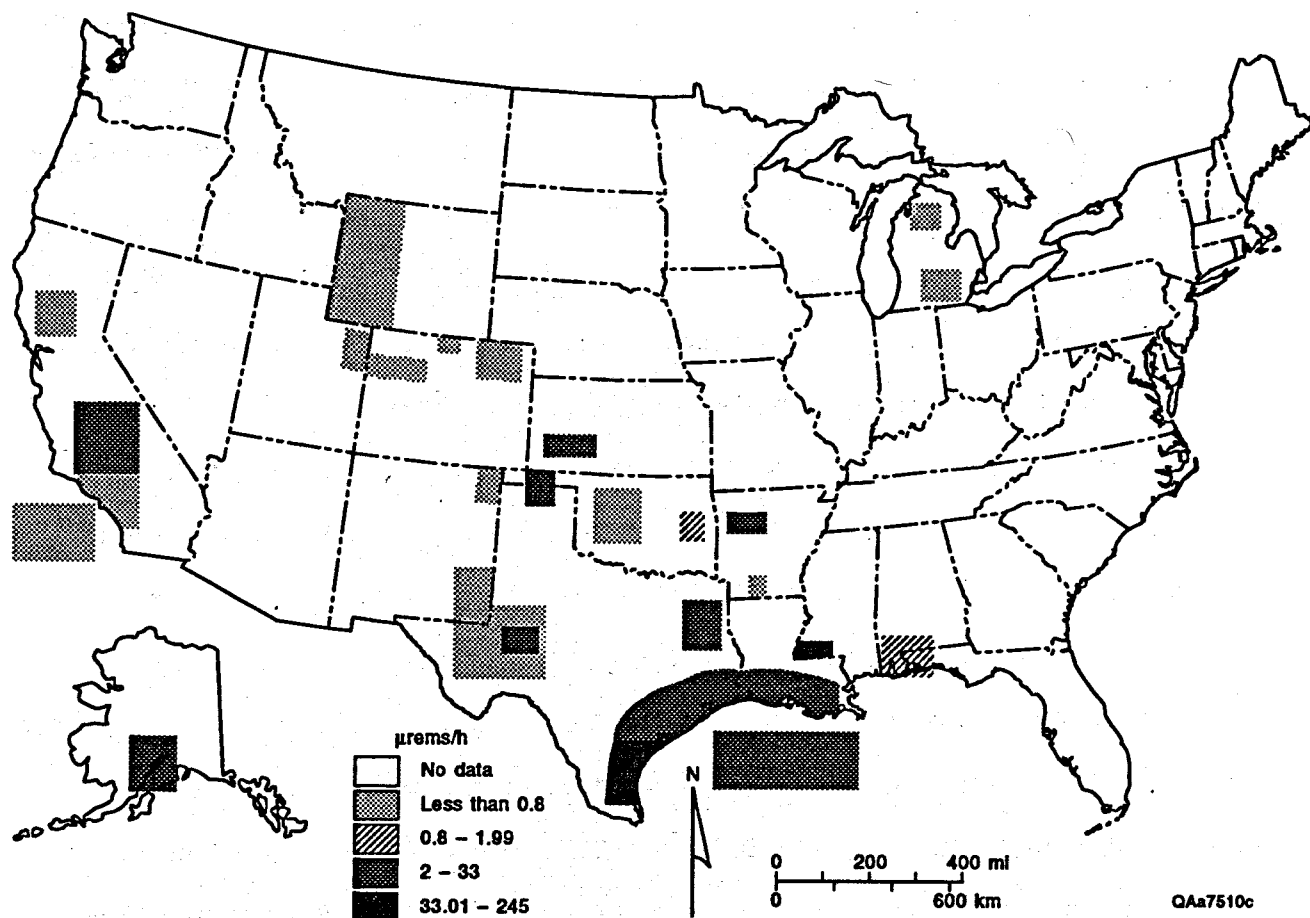 µrems/h
No data
Less than 0.8
0.8 – 1.99
2 – 33
33.01 – 245
N
0 200 400 mi
0 600 km
QAa7510c